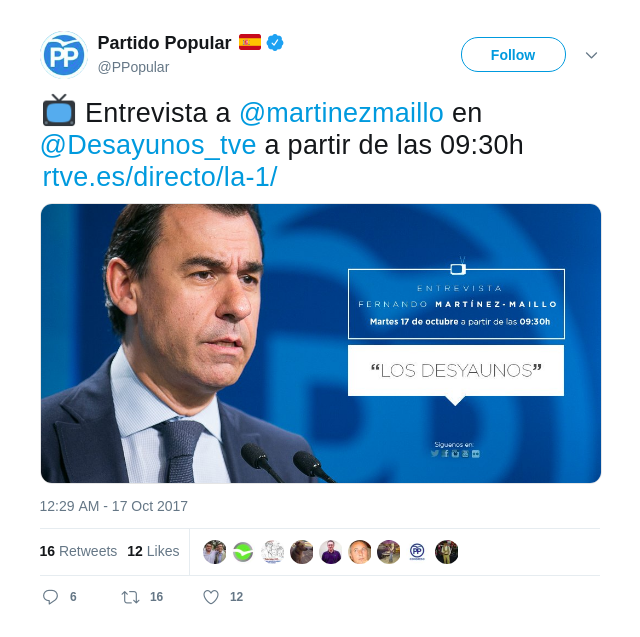 Partido Popular
@PPopular
Follow
Entrevista a @martinezmaillo en
@Desayunos_tve a partir de las 09:30h
rtve.es/directo/la-1/
ENTREVISTA
FERNANDO MARTÍNEZ-MAILLO
Martes 17 de octubre a partir de las 09:30h
“LOS DESYAUNOS”
Síguenos en:
12:29 AM - 17 Oct 2017
16 Retweets 12 Likes
6 16 12